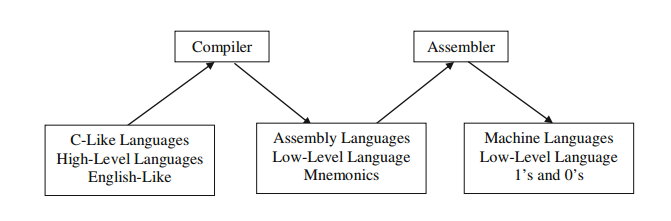 Compiler
Assembler
C-Like Languages
High-Level Languages
English-Like
Assembly Languages
Low-Level Language
Mnemonics
Machine Languages
Low-Level Language
1's and 0's